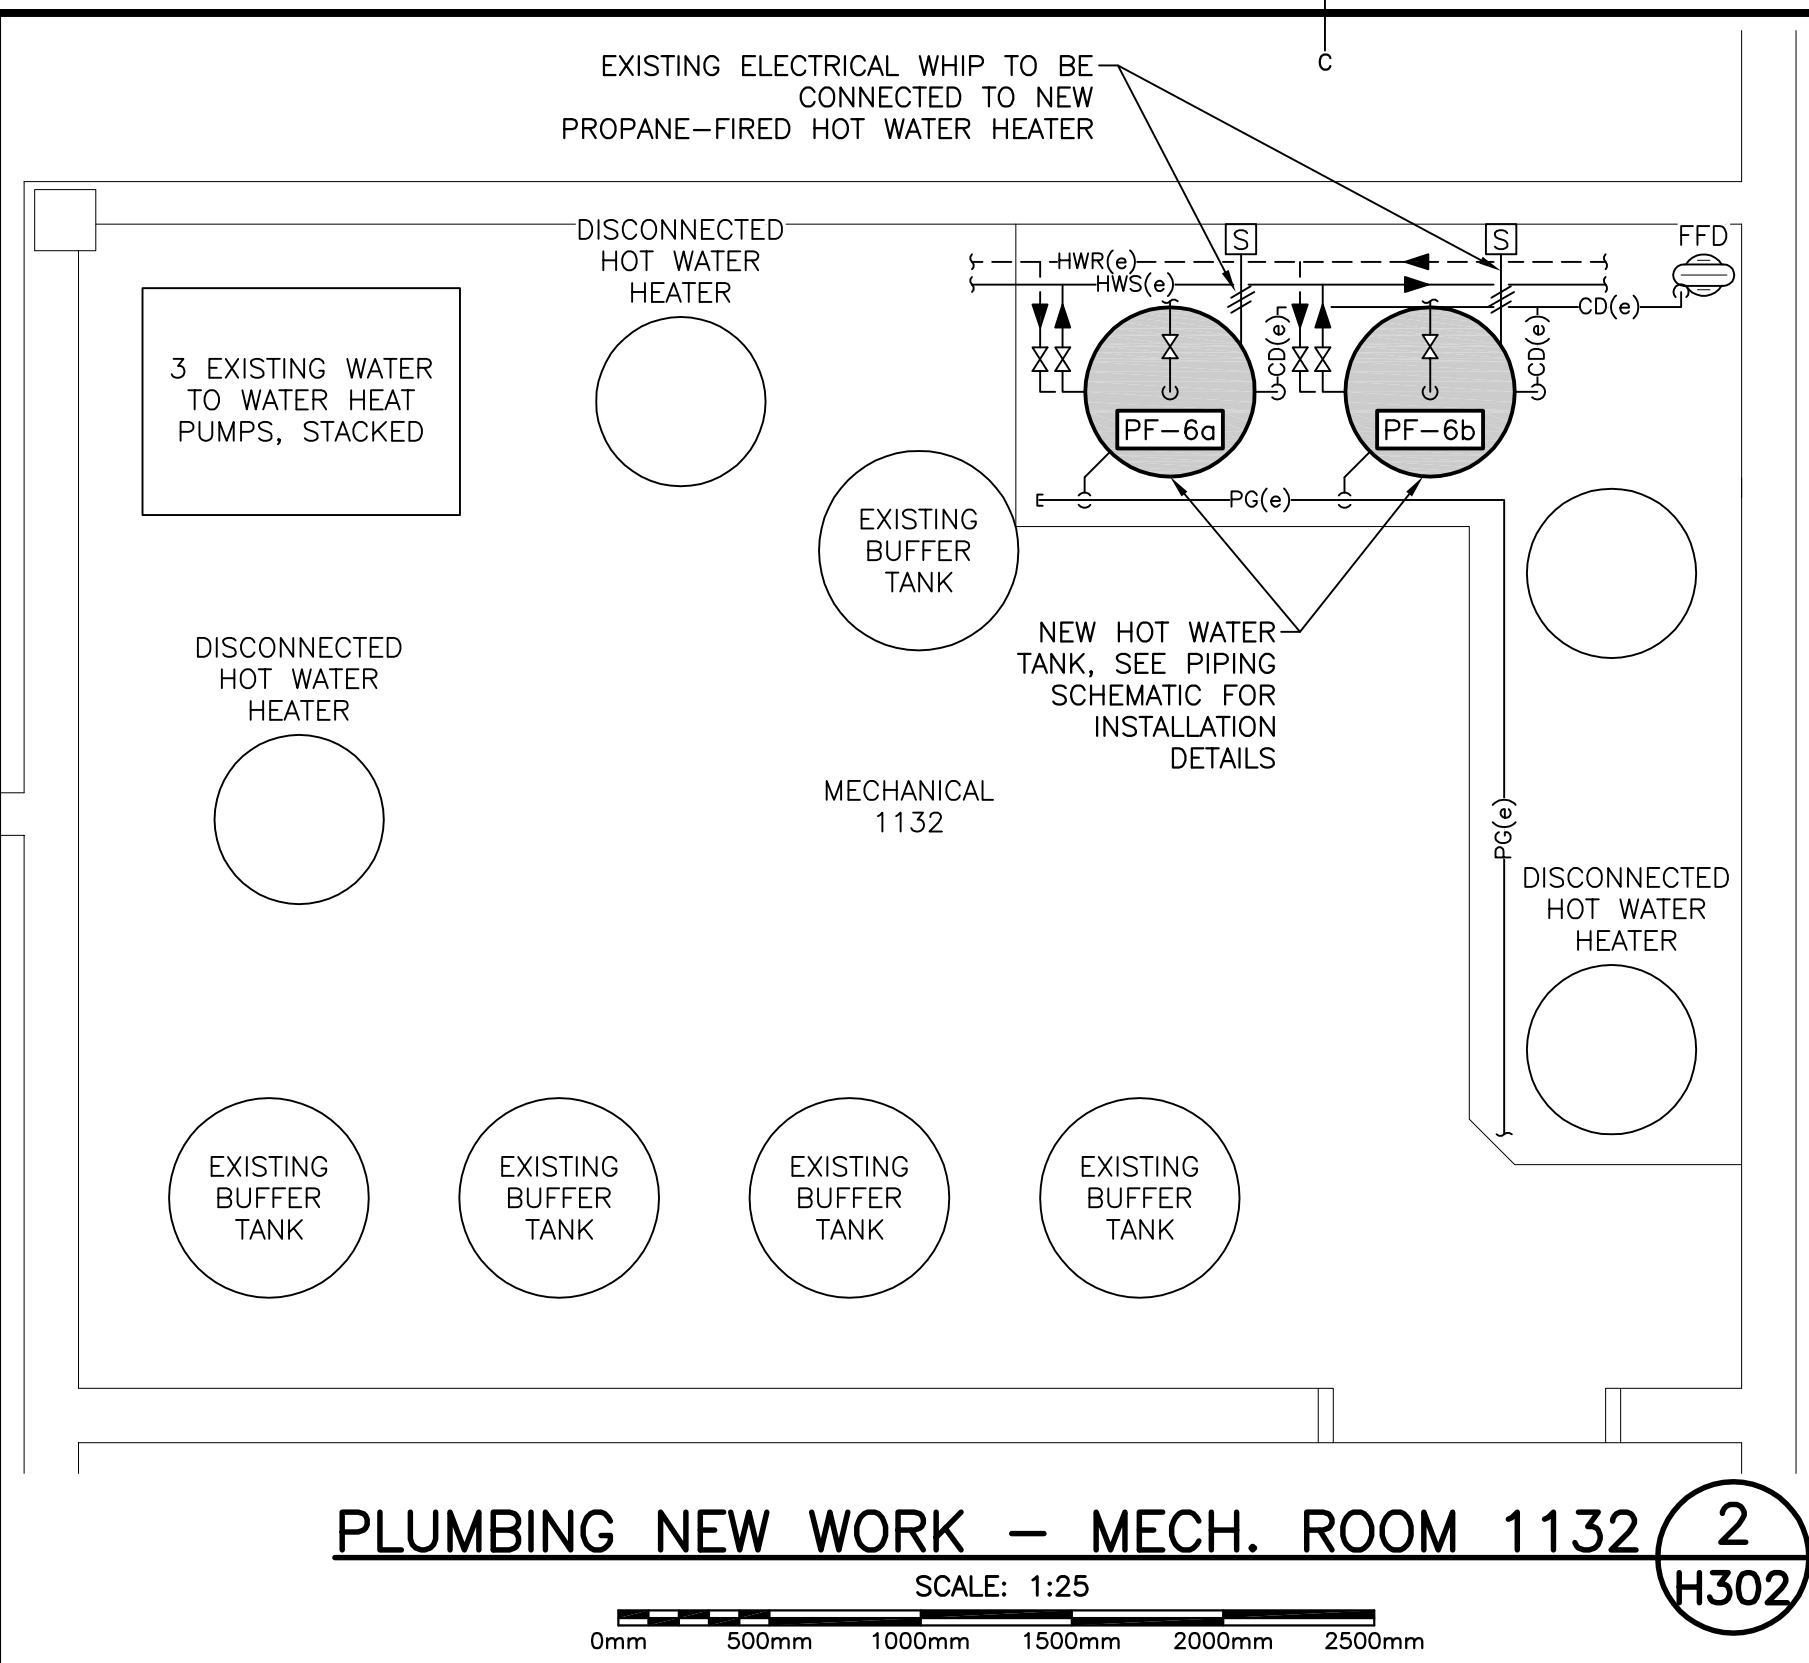 C
EXISTING ELECTRICAL WHIP TO BE
CONNECTED TO NEW
PROPANE-FIRED HOT WATER HEATER
DISCONNECTED
HOT WATER
HEATER
S
S
FFD
HWR(e)
HWS(e)
CD(e)
CD(e)
CD(e)
3 EXISTING WATER
TO WATER HEAT
PUMPS, STACKED
PF-6a
PF-6b
PG(e)
EXISTING
BUFFER
TANK
NEW HOT WATER
TANK, SEE PIPING
SCHEMATIC FOR
INSTALLATION
DETAILS
DISCONNECTED
HOT WATER
HEATER
MECHANICAL
1132
PG(e)
DISCONNECTED
HOT WATER
HEATER
EXISTING
BUFFER
TANK
EXISTING
BUFFER
TANK
EXISTING
BUFFER
TANK
EXISTING
BUFFER
TANK
PLUMBING NEW WORK - MECH. ROOM 1132
2
H302
SCALE: 1:25
0mm 500mm 1000mm 1500mm 2000mm 2500mm